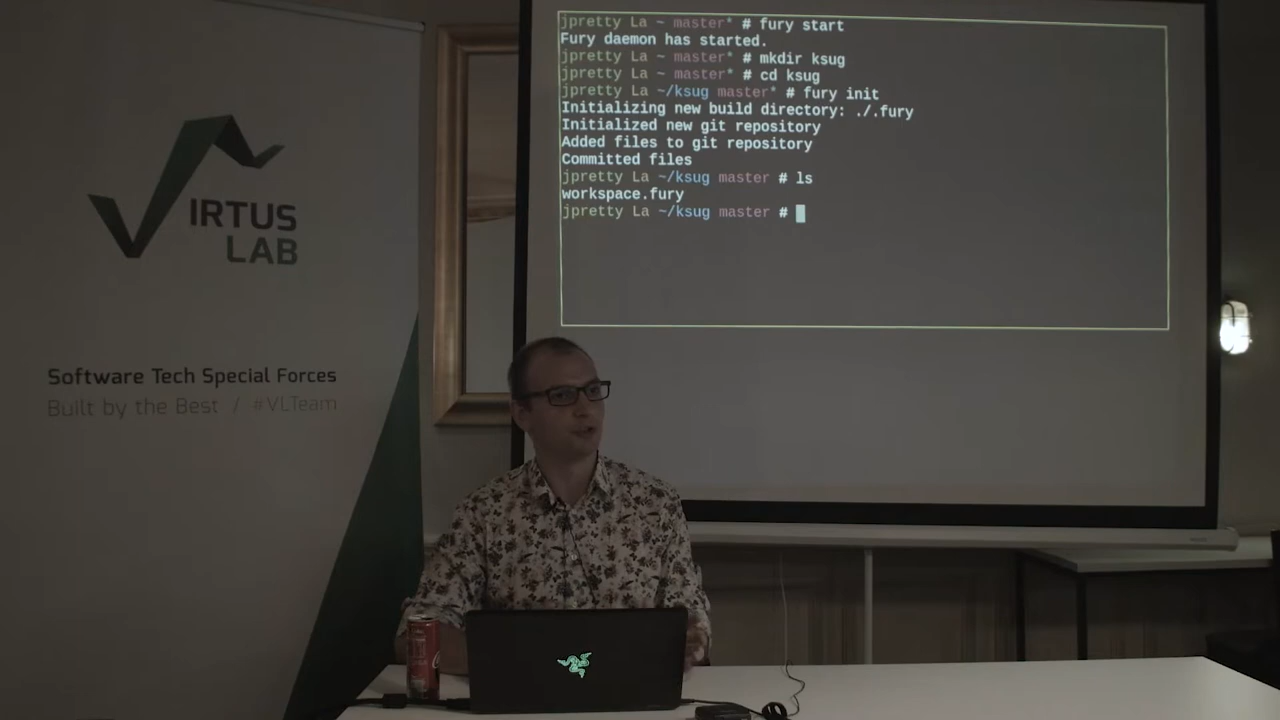 IRTUS
LAB
Software Tech Special Forces
Built by the Best / #VLTeam
jpretty La ~ master* # fury start
Fury daemon has started.
jpretty La ~ master* # mkdir ksug
jpretty La ~ master* # cd ksug
jpretty La ~/ksug master* # fury init
Initializing new build directory: ./.fury
Initialized new git repository
Added files to git repository
Committed files
jpretty La ~/ksug master # ls
workspace.fury
jpretty La ~/ksug master #